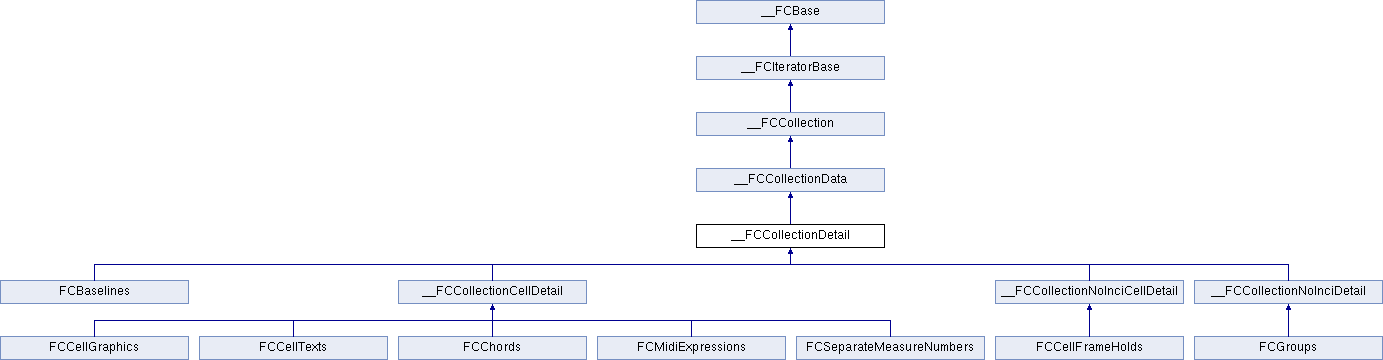 __FCBase
__FCIteratorBase
__FCCollection
__FCCollectionData
__FCCollectionDetail
FCBaselines
__FCCollectionCellDetail
__FCCollectionNoInciCellDetail
__FCCollectionNoInciDetail
FCCellGraphics
FCCellTexts
FCChords
FCMidiExpressions
FCSeparateMeasureNumbers
FCCellFrameHolds
FCGroups